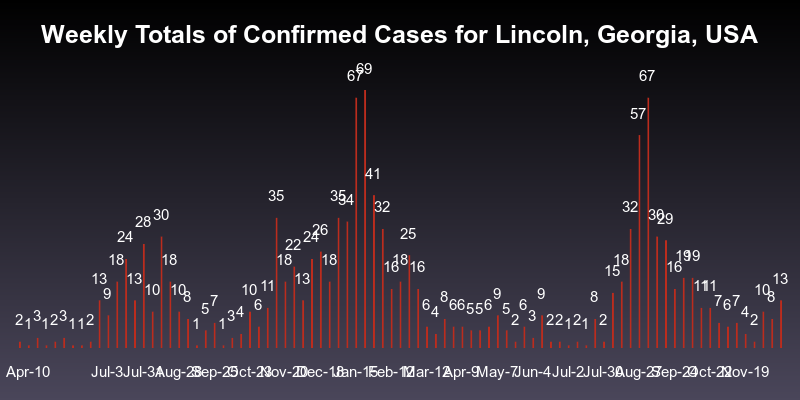 Weekly Totals of Confirmed Cases for Lincoln, Georgia, USA
2 1 3 1 2 3 1 1 2 13 9 18 24 13 28 10 30 18 10 8 1 5 7 1 3 4 10 6 11 35 18 22 13 24 26 18 35 34 67 69 41 32 16 18 25 16 6 4 8 6 6 5 5 6 9 5 2 6 3 9 2 2 1 2 1 8 2 15 18 32 57 67 30 29 16 19 19 11 11 7 6 7 4 2 10 8 13
Apr-10 Jul-3 Jul-31 Aug-28 Sep-25 Oct-23 Nov-20 Dec-18 Jan-15 Feb-12 Mar-12 Apr-9 May-7 Jun-4 Jul-2 Jul-30 Aug-27 Sep-24 Oct-22 Nov-19